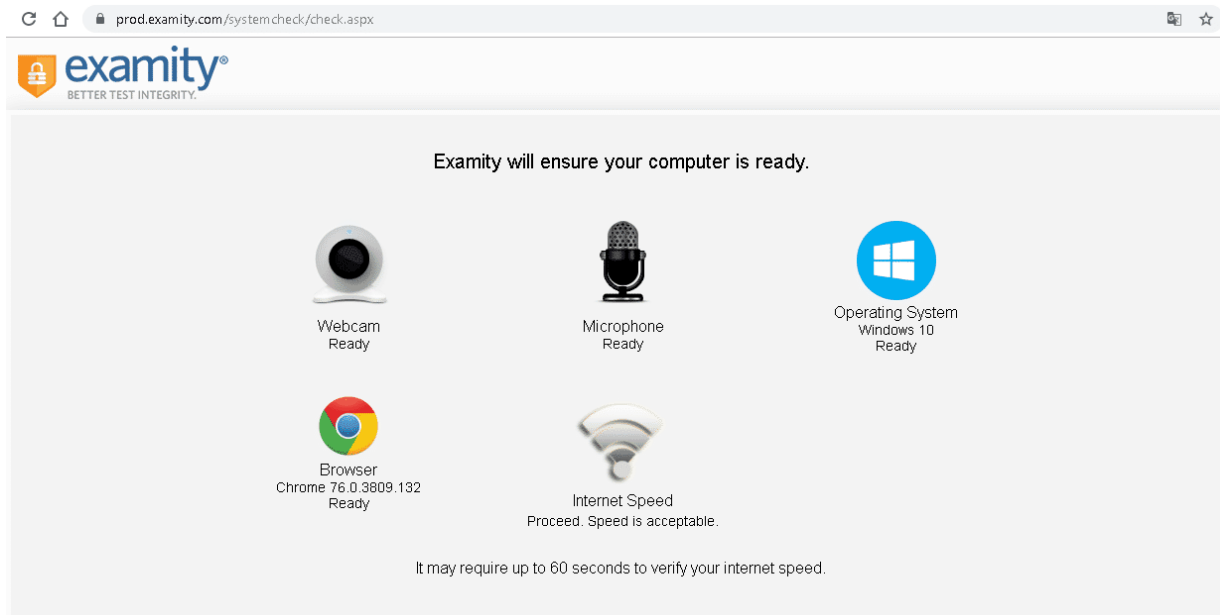 prod.examity.com/systemcheck/check.aspx
examity®
BETTER TEST INTEGRITY.
Examity will ensure your computer is ready.
Webcam
Ready
Microphone
Ready
Operating System
Windows 10
Ready
Browser
Chrome 76.0.3809.132
Ready
Internet Speed
Proceed. Speed is acceptable.
It may require up to 60 seconds to verify your internet speed.